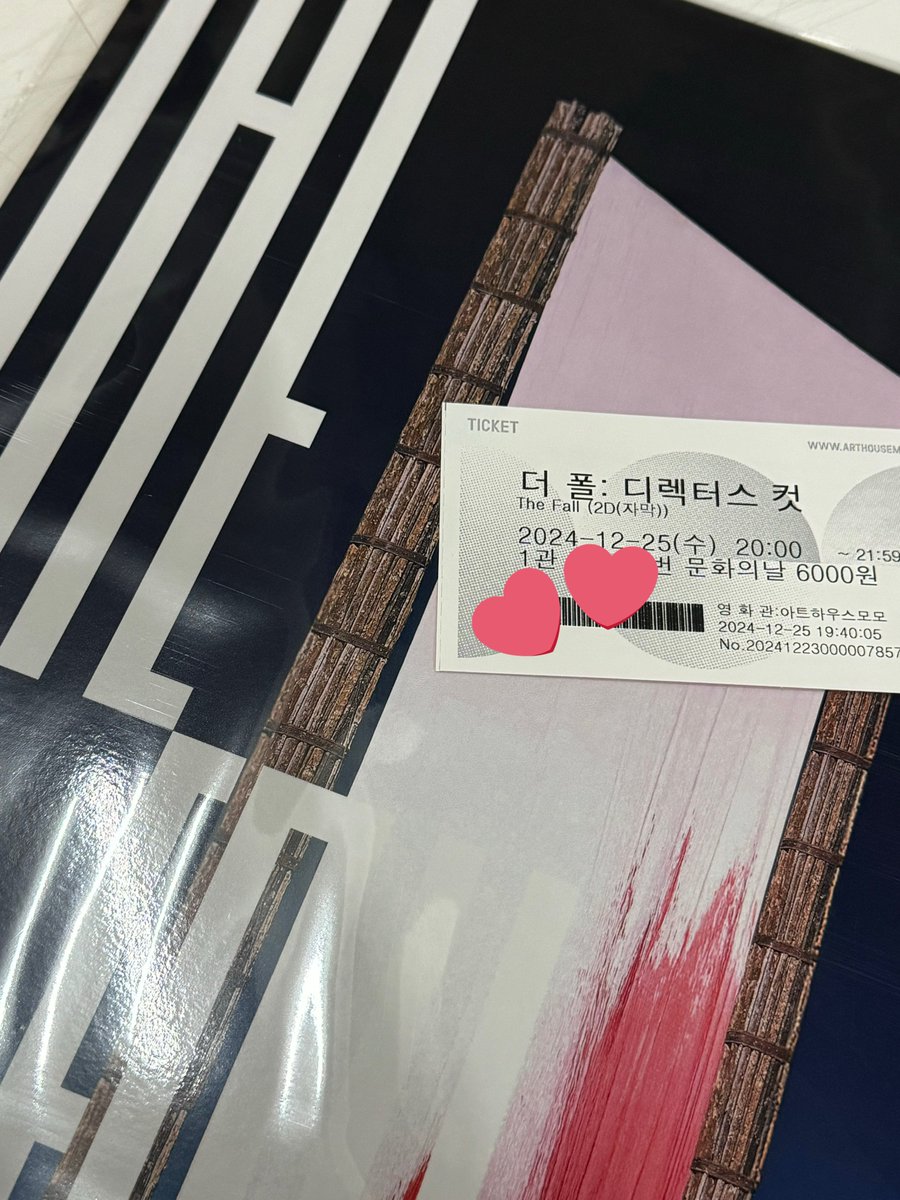 TICKET
WWW.ARTHOUSEM
더 폴: 디렉터스 컷
The Fall (2D(자막))
2024-12-25(수) 20:00 ~ 21:59
1관 번 문화의날 6000원
영 화 관:아트하우스모모
2024-12-25 19:40:05
No.20241223000007857